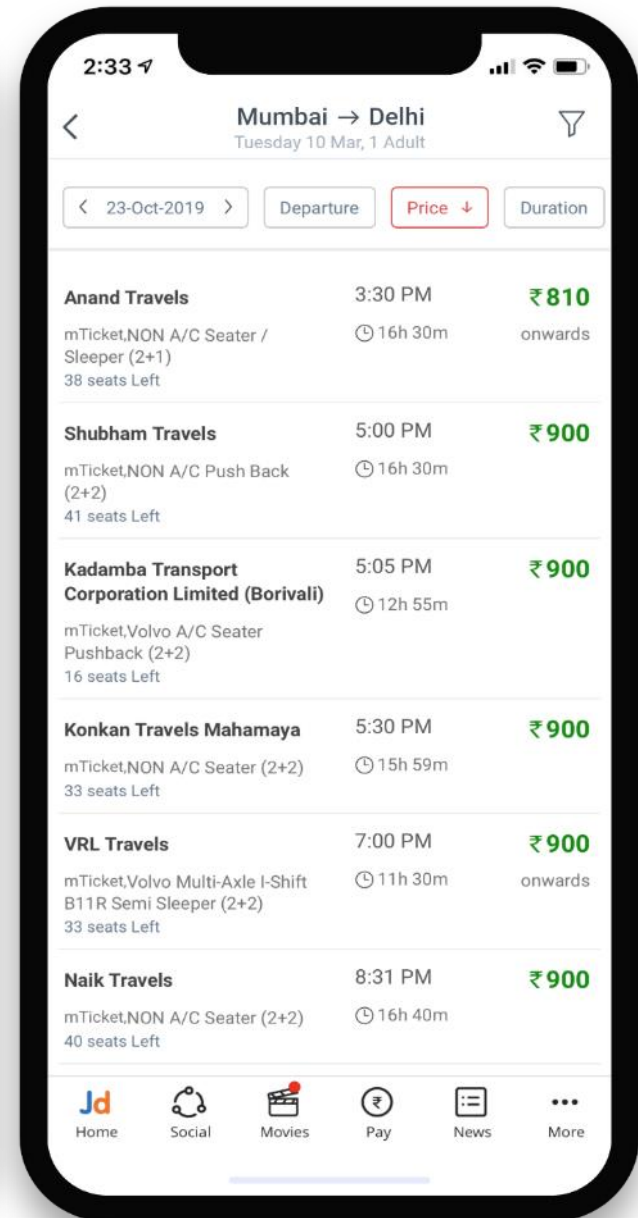 2:33
Mumbai → Delhi
Tuesday 10 Mar, 1 Adult
< 23-Oct-2019 > Departure Price ↓ Duration
Anand Travels 3:30 PM ₹810
mTicket,NON A/C Seater / 16h 30m onwards
Sleeper (2+1)
38 seats Left
Shubham Travels 5:00 PM ₹900
mTicket,NON A/C Push Back 16h 30m
(2+2)
41 seats Left
Kadamba Transport 5:05 PM ₹900
Corporation Limited (Borivali) 12h 55m
mTicket,Volvo A/C Seater
Pushback (2+2)
16 seats Left
Konkan Travels Mahamaya 5:30 PM ₹900
mTicket,NON A/C Seater (2+2) 15h 59m
33 seats Left
VRL Travels 7:00 PM ₹900
mTicket,Volvo Multi-Axle I-Shift 11h 30m onwards
B11R Semi Sleeper (2+2)
33 seats Left
Naik Travels 8:31 PM ₹900
mTicket,NON A/C Seater (2+2) 16h 40m
40 seats Left
Jd ₹
Home Social Movies Pay News More